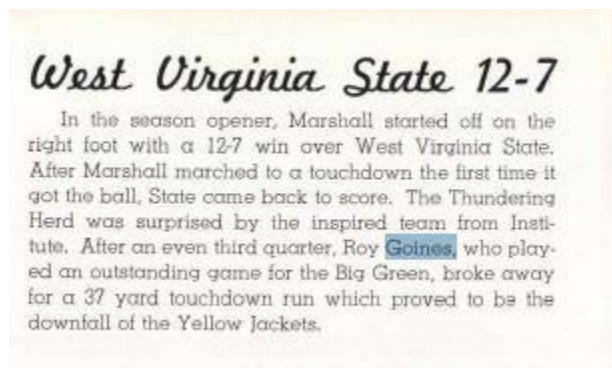 West Virginia State 12-7
In the season opener, Marshall started off on the
right foot with a 12-7 win over West Virginia State.
After Marshall marched to a touchdown the first time it
got the ball, State came back to score. The Thundering
Herd was surprised by the inspired team from Insti-
tute. After an even third quarter, Roy Goines, who play-
ed an outstanding game for the Big Green, broke away
for a 37 yard touchdown run which proved to be the
downfall of the Yellow Jackets.